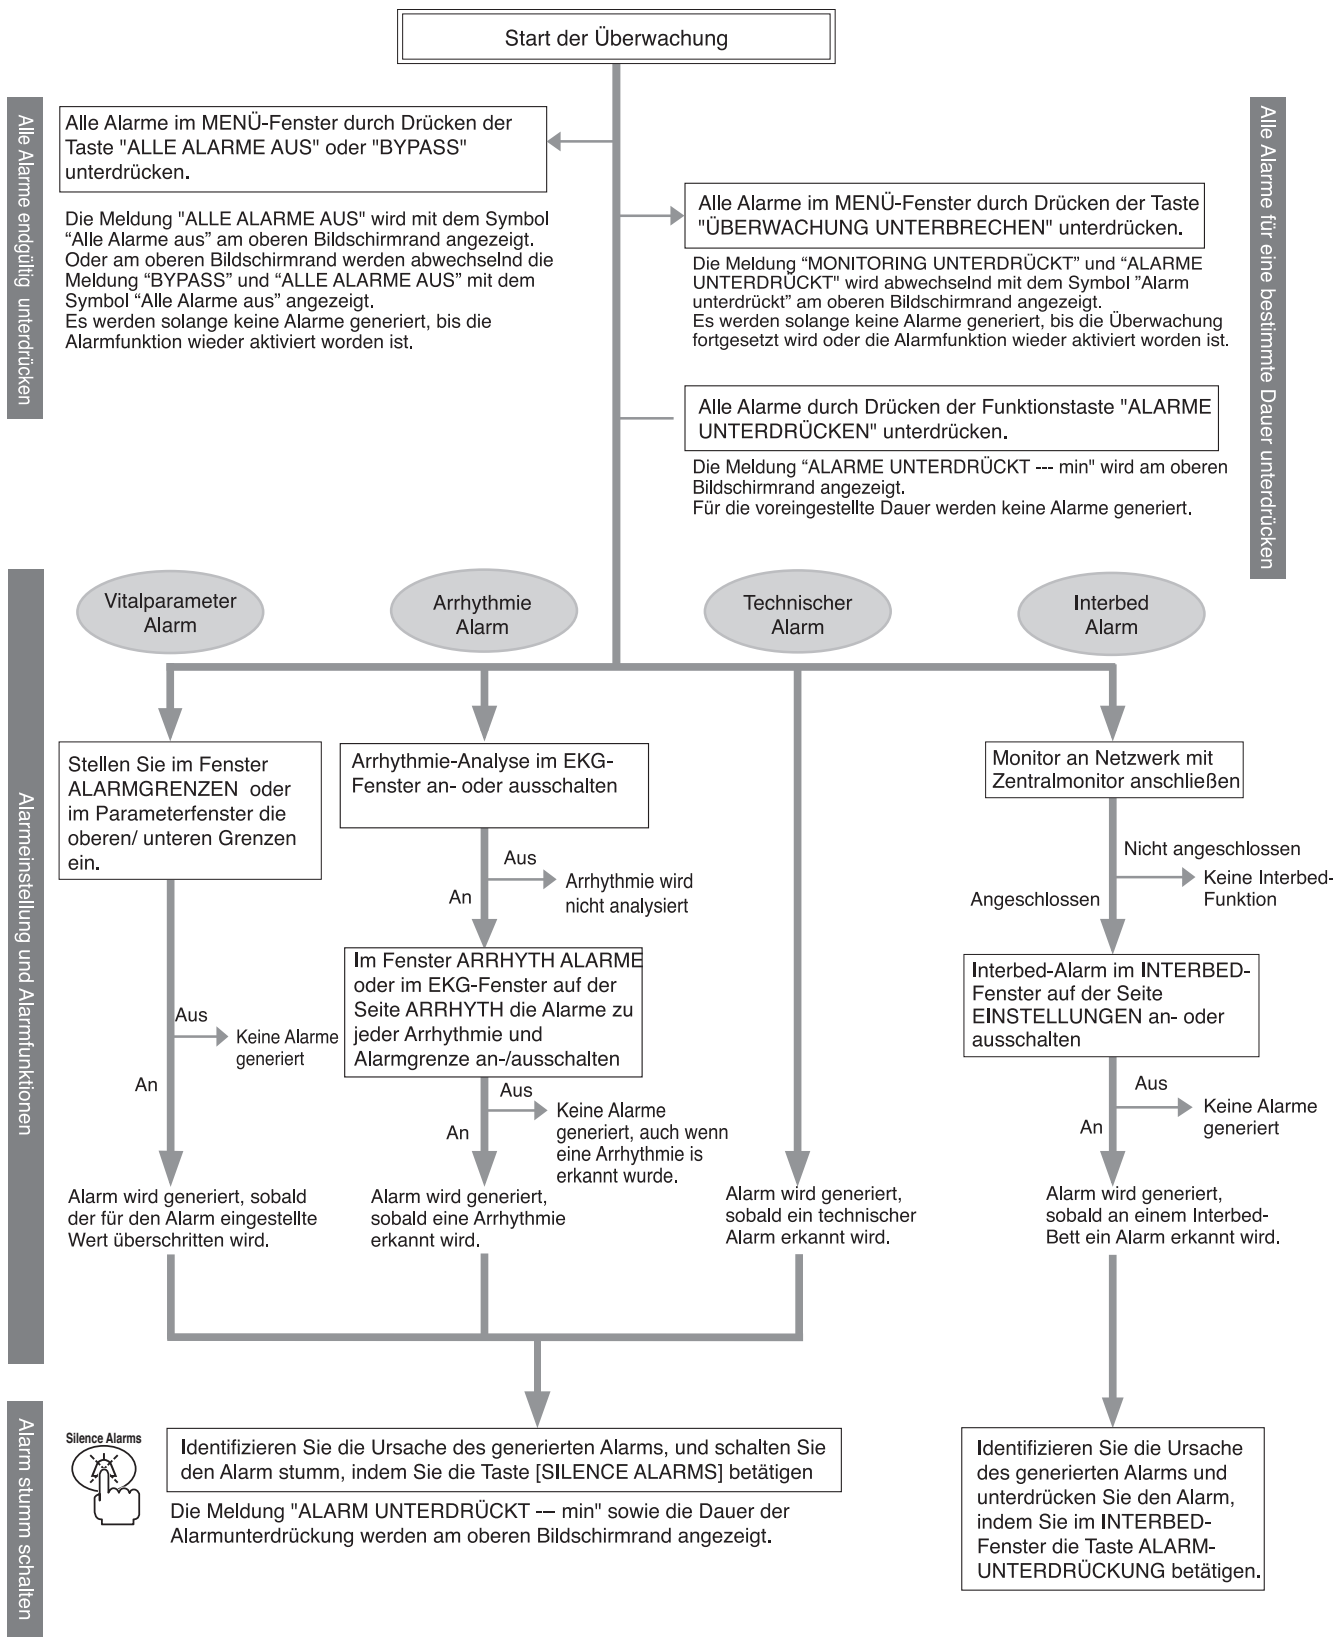 Start der Überwachung
Alle Alarme endgültig unterdrücken
Alle Alarme im MENÜ-Fenster durch Drücken der
Taste "ALLE ALARME AUS" oder "BYPASS"
unterdrücken.
Die Meldung "ALLE ALARME AUS" wird mit dem Symbol
“Alle Alarme aus” am oberen Bildschirmrand angezeigt.
Oder am oberen Bildschirmrand werden abwechselnd die
Meldung “BYPASS” und “ALLE ALARME AUS” mit dem
Symbol “Alle Alarme aus” angezeigt.
Es werden solange keine Alarme generiert, bis die
Alarmfunktion wieder aktiviert worden ist.
Alle Alarme für eine bestimmte Dauer unterdrücken
Alle Alarme im MENÜ-Fenster durch Drücken der Taste
"ÜBERWACHUNG UNTERBRECHEN" unterdrücken.
Die Meldung “MONITORING UNTERDRÜCKT” und “ALARME
UNTERDRÜCKT” wird abwechselnd mit dem Symbol ”Alarm
unterdrückt” am oberen Bildschirmrand angezeigt.
Es werden solange keine Alarme generiert, bis die Überwachung
fortgesetzt wird oder die Alarmfunktion wieder aktiviert worden ist.
Alle Alarme durch Drücken der Funktionstaste "ALARME
UNTERDRÜCKEN" unterdrücken.
Die Meldung “ALARME UNTERDRÜCKT --- min" wird am oberen
Bildschirmrand angezeigt.
Für die voreingestellte Dauer werden keine Alarme generiert.
Alarmeinstellung und Alarmfunktionen
Vitalparameter
Alarm
Arrhythmie
Alarm
Technischer
Alarm
Interbed
Alarm
Stellen Sie im Fenster
ALARMGRENZEN oder
im Parameterfenster die
oberen/ unteren Grenzen
ein.
Aus
Keine Alarme
generiert
An
Alarm wird generiert, sobald
der für den Alarm eingestellte
Wert überschritten wird.
Arrhythmie-Analyse im EKG-
Fenster an- oder ausschalten
Aus
Arrhythmie wird
nicht analysiert
An
Im Fenster ARRHYTH ALARME
oder im EKG-Fenster auf der
Seite ARRHYTH die Alarme zu
jeder Arrhythmie und
Alarmgrenze an-/ausschalten
Aus
Keine Alarme
generiert, auch wenn
eine Arrhythmie is
erkannt wurde.
An
Alarm wird generiert,
sobald eine Arrhythmie
erkannt wird.
Alarm wird generiert,
sobald ein technischer
Alarm erkannt wird.
Monitor an Netzwerk mit
Zentralmonitor anschließen
Nicht angeschlossen
Keine Interbed-
Funktion
Angeschlossen
Interbed-Alarm im INTERBED-
Fenster auf der Seite
EINSTELLUNGEN an- oder
ausschalten
Aus
Keine Alarme
generiert
An
Alarm wird generiert,
sobald an einem Interbed-
Bett ein Alarm erkannt wird.
Alarm stumm schalten
Silence Alarms
Identifizieren Sie die Ursache des generierten Alarms, und schalten Sie
den Alarm stumm, indem Sie die Taste [SILENCE ALARMS] betätigen
Die Meldung "ALARM UNTERDRÜCKT --- min" sowie die Dauer der
Alarmunterdrückung werden am oberen Bildschirmrand angezeigt.
Identifizieren Sie die Ursache
des generierten Alarms und
unterdrücken Sie den Alarm,
indem Sie im INTERBED-
Fenster die Taste ALARM-
UNTERDRÜCKUNG betätigen.